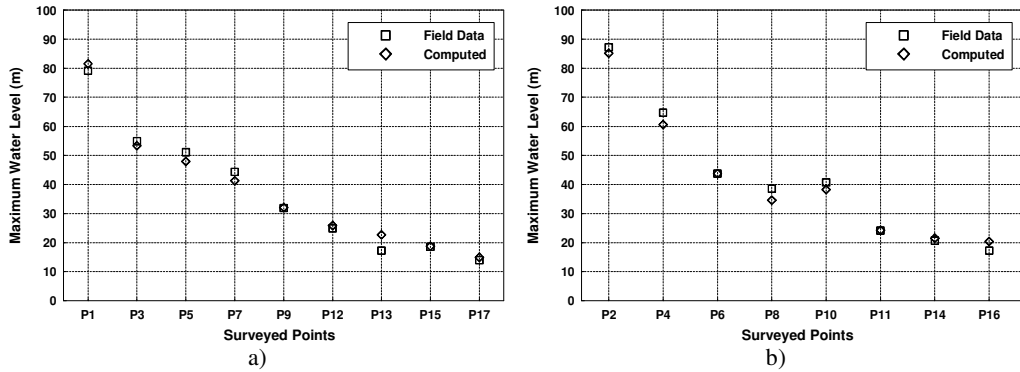 100
90
80
70
60
50
40
30
20
10
0
Maximum Water Level (m)
Field Data
Computed
P1 P3 P5 P7 P9 P12 P13 P15 P17
Surveyed Points
a)
100
90
80
70
60
50
40
30
20
10
0
Maximum Water Level (m)
Field Data
Computed
P2 P4 P6 P8 P10 P11 P14 P16
Surveyed Points
b)